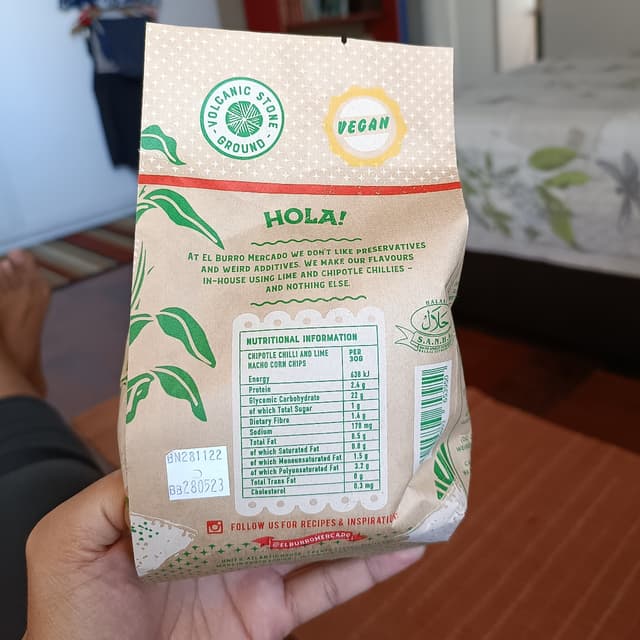 VOLCANIC STONE
GROUND
VEGAN
HOLA!
AT EL BURRO MERCADO WE DON'T LIKE PRESERVATIVES
AND WEIRD ADDITIVES. WE MAKE OUR FLAVOURS
IN-HOUSE USING LIME AND CHIPOTLE CHILLIES –
AND NOTHING ELSE.
HALAL
حلال
S.A.N.H.A
NUTRITIONAL INFORMATION
CHIPOTLE CHILLI AND LIME NACHO CORN CHIPS PER 30G
Energy 638 kJ
Protein 2.4 g
Glycemic Carbohydrate 22 g
of which Total Sugar 1 g
Dietary Fibre 1.4 g
Sodium 178 mg
Total Fat 5.5 g
of which Saturated Fat 0.8 g
of which Monounsaturated Fat 1.5 g
of which Polyunsaturated Fat 3.2 g
Total Trans Fat 0 g
Cholesterol 0.3 mg
BN281122
BB280523
FOLLOW US FOR RECIPES & INSPIRATION
@ELBURROMERCADO